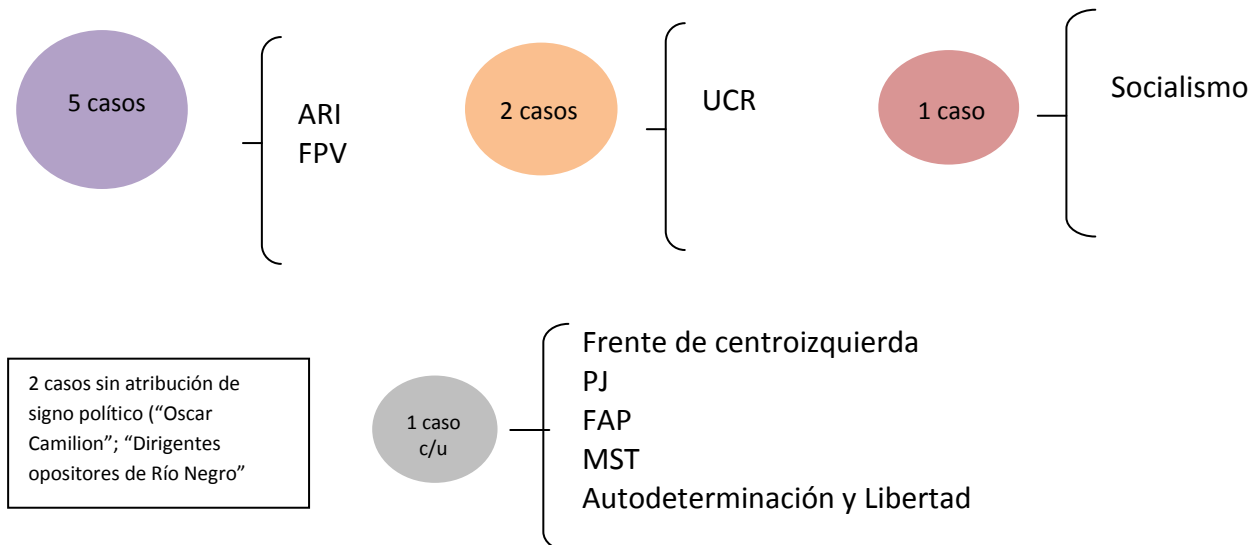 5 casos
ARI
FPV
2 casos
UCR
1 caso
Socialismo
2 casos sin atribución de
signo político (“Oscar
Camilion”; “Dirigentes
opositores de Río Negro”
1 caso
c/u
Frente de centroizquierda
PJ
FAP
MST
Autodeterminación y Libertad